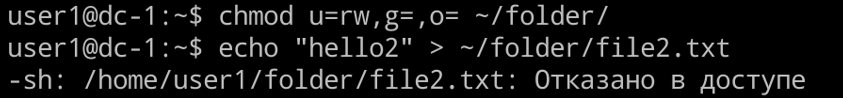 user1@dc-1:~$ chmod u=rw,g=,o= ~/folder/
user1@dc-1:~$ echo "hello2" > ~/folder/file2.txt
-sh: /home/user1/folder/file2.txt: Отказано в доступе